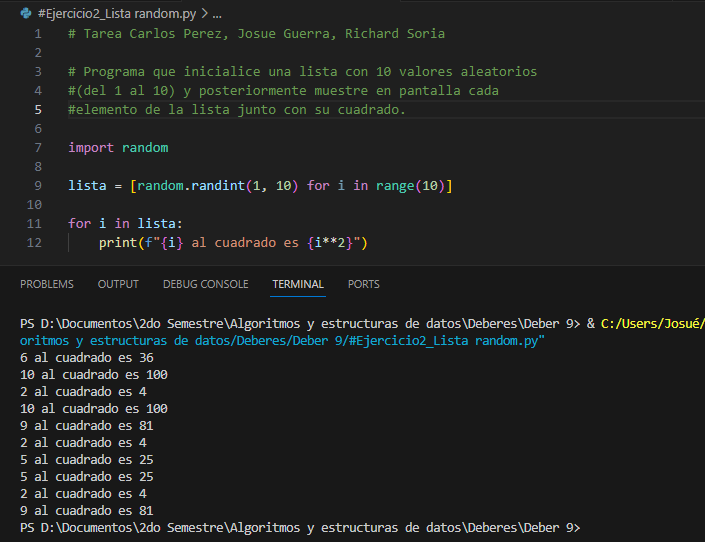 #Ejercicio2_Lista random.py > ...
1 # Tarea Carlos Perez, Josue Guerra, Richard Soria
2
3 # Programa que inicialice una lista con 10 valores aleatorios
4 #(del 1 al 10) y posteriormente muestre en pantalla cada
5 #elemento de la lista junto con su cuadrado.
6
7 import random
8
9 lista = [random.randint(1, 10) for i in range(10)]
10
11 for i in lista:
12     print(f"{i} al cuadrado es {i**2}")
PROBLEMS OUTPUT DEBUG CONSOLE TERMINAL PORTS
PS D:\Documentos\2do Semestre\Algoritmos y estructuras de datos\Deberes\Deber 9> & C:/Users/Josué/
oritmos y estructuras de datos/Deberes/Deber 9/#Ejercicio2_Lista random.py"
6 al cuadrado es 36
10 al cuadrado es 100
2 al cuadrado es 4
10 al cuadrado es 100
9 al cuadrado es 81
2 al cuadrado es 4
5 al cuadrado es 25
5 al cuadrado es 25
2 al cuadrado es 4
9 al cuadrado es 81
PS D:\Documentos\2do Semestre\Algoritmos y estructuras de datos\Deberes\Deber 9>